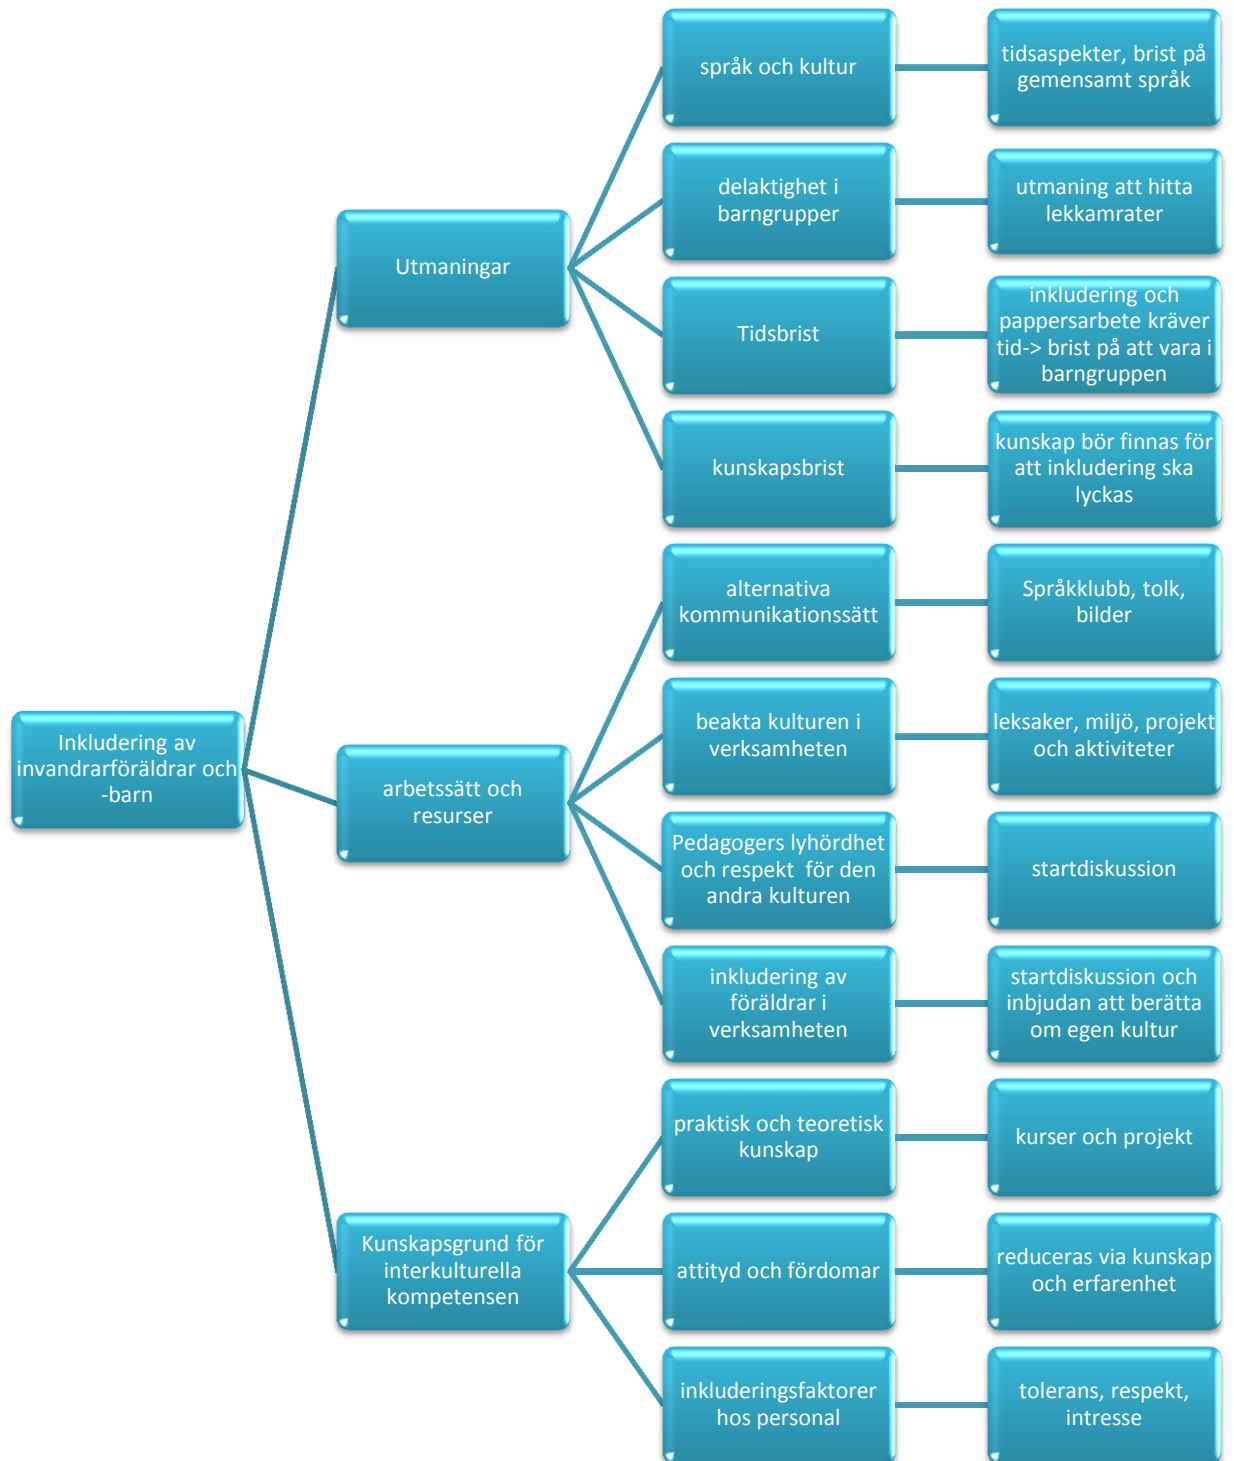 Inkludering av
invandrarföräldrar och
-barn
Utmaningar
språk och kultur
tidsaspekter, brist på
gemensamt språk
delaktighet i
barngrupper
utmaning att hitta
lekkamrater
Tidsbrist
inkludering och
pappersarbete kräver
tid-> brist på att vara i
barngruppen
kunskapsbrist
kunskap bör finnas för
att inkludering ska
lyckas
arbetssätt och
resurser
alternativa
kommunikationssätt
Språkklubb, tolk,
bilder
beakta kulturen i
verksamheten
leksaker, miljö, projekt
och aktiviteter
Pedagogers lyhördhet
och respekt för den
andra kulturen
startdiskussion
inkludering av
föräldrar i
verksamheten
startdiskussion och
inbjudan att berätta
om egen kultur
Kunskapsgrund för
interkulturella
kompetensen
praktisk och teoretisk
kunskap
kurser och projekt
attityd och fördomar
reduceras via kunskap
och erfarenhet
inkluderingsfaktorer
hos personal
tolerans, respekt,
intresse